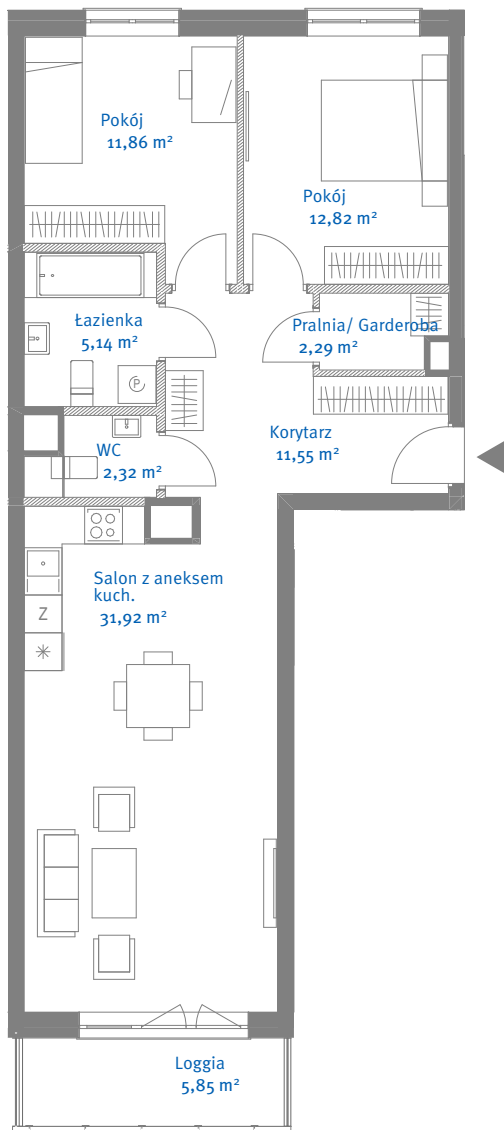 Pokój
11,86 m²
Pokój
12,82 m²
Łazienka
5,14 m²
Pralnia/ Garderoba
2,29 m²
P
WC
2,32 m²
Korytarz
11,55 m²
Salon z aneksem
kuch.
31,92 m²
Z
Loggia
5,85 m²